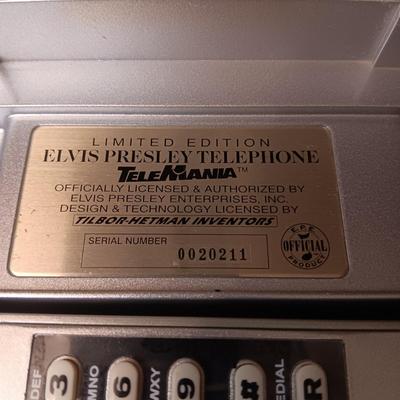 LIMITED EDITION
ELVIS PRESLEY TELEPHONE
TELEMANIA™
OFFICIALLY LICENSED & AUTHORIZED BY
ELVIS PRESLEY ENTERPRISES, INC.
DESIGN & TECHNOLOGY LICENSED BY
TILBOR-HETMAN INVENTORS
SERIAL NUMBER 0020211
E.P.E.
OFFICIAL
PRODUCT
DEF 3 MNO 6 WXY 9 # REDIAL R